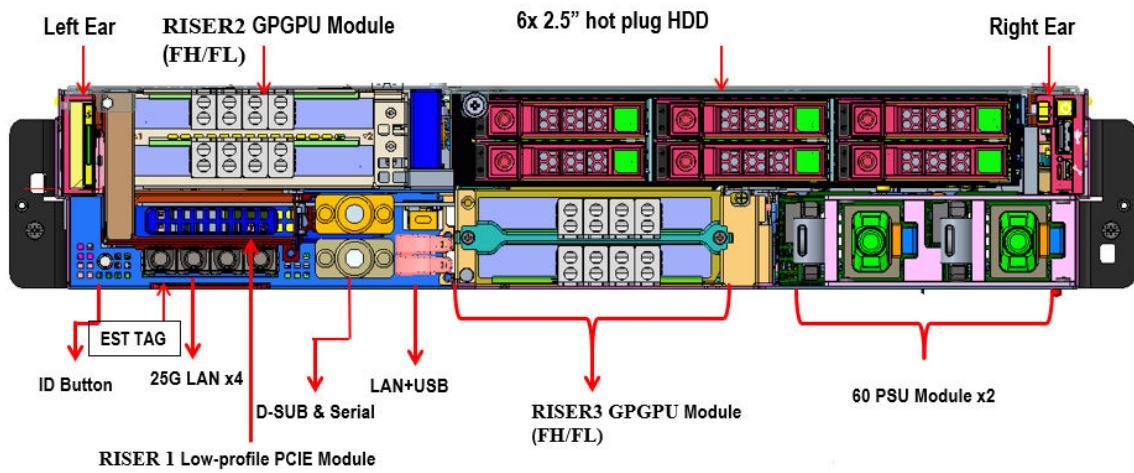 Left Ear
RISER2 GPGPU Module
(FH/FL)
6x 2.5” hot plug HDD
Right Ear
EST TAG
ID Button
25G LAN x4
D-SUB & Serial
LAN+USB
RISER3 GPGPU Module
(FH/FL)
60 PSU Module x2
RISER 1 Low-profile PCIE Module